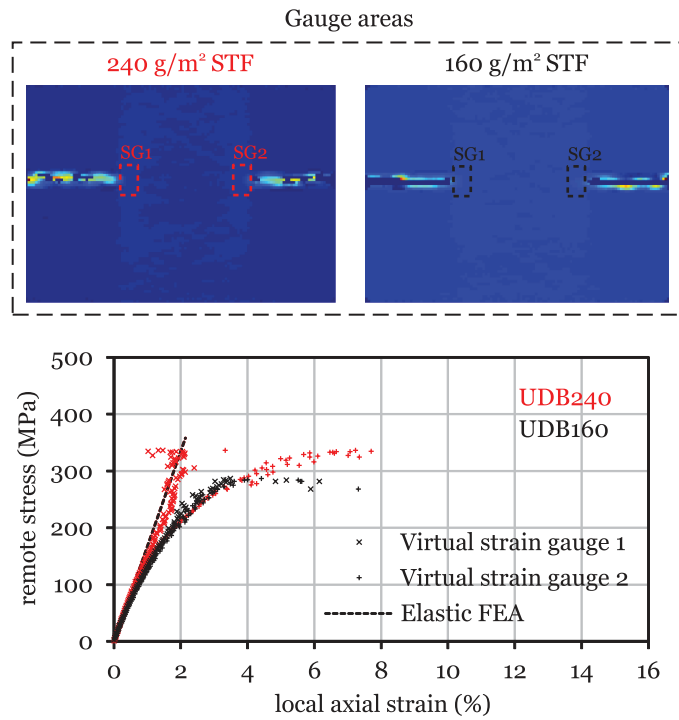 Gauge areas
240 g/m² STF
160 g/m² STF
SG1
SG2
SG1
SG2
500
400
300
200
100
0
remote stress (MPa)
UDB240
UDB160
Virtual strain gauge 1
Virtual strain gauge 2
Elastic FEA
0
2
4
6
8
10
12
14
16
local axial strain (%)